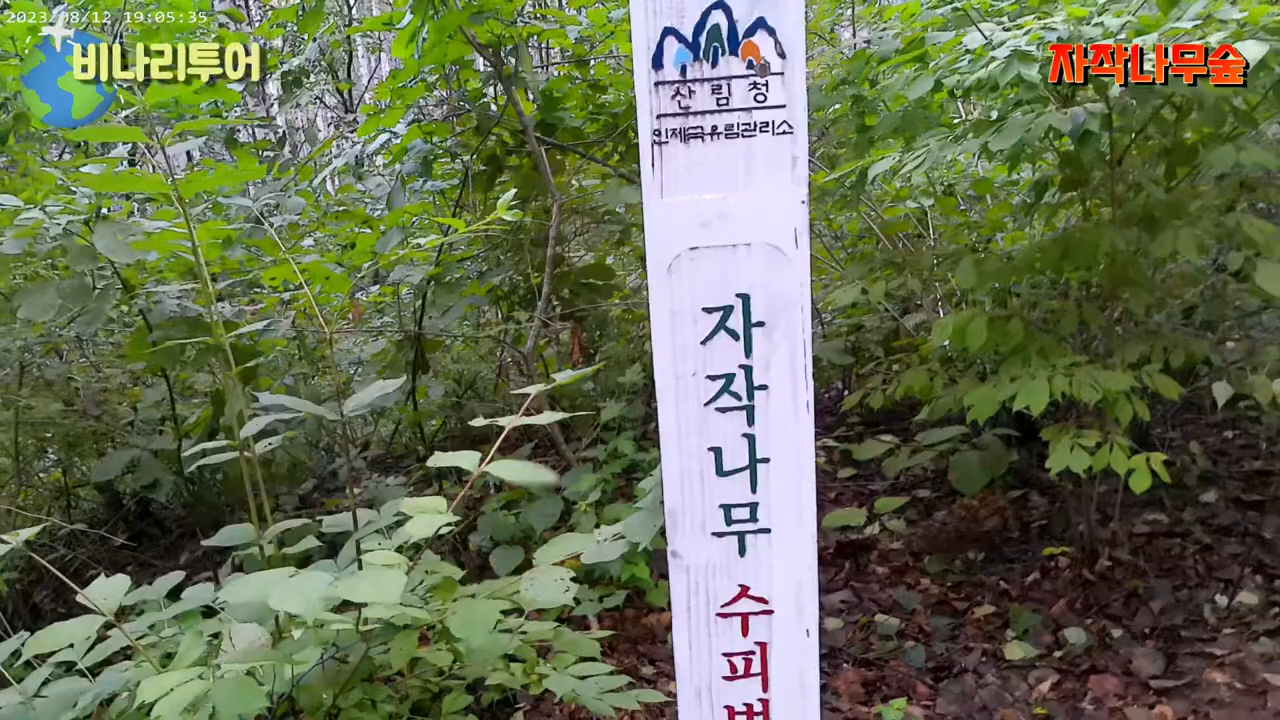 2023/08/12 19:05:35
비나리투어
자작나무숲
산림청
인제국유림관리소
자작나무 수피